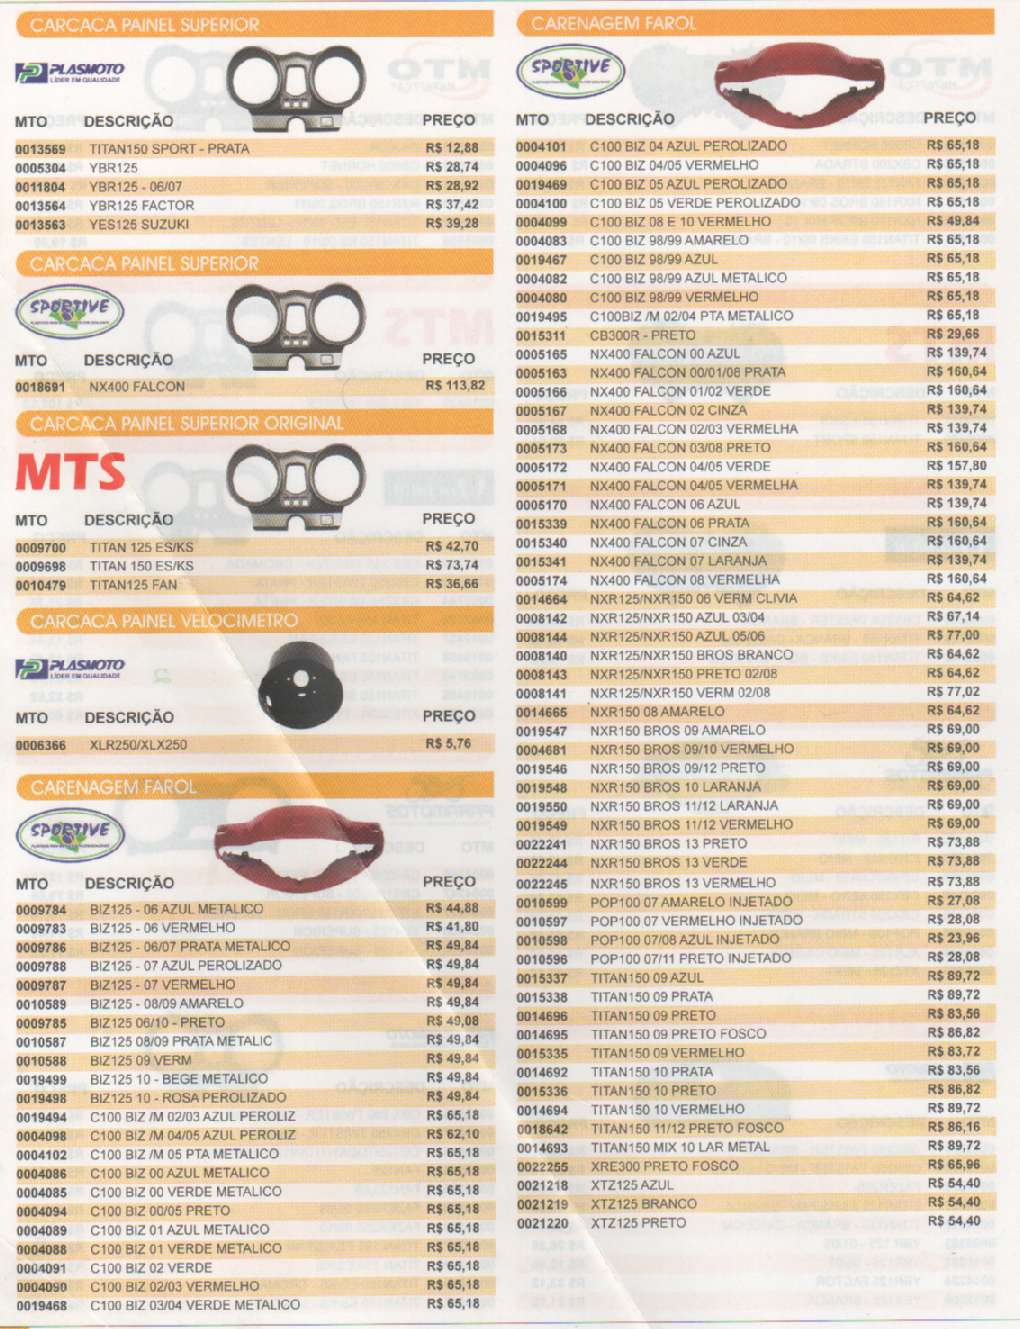 CARCACA PAINEL SUPERIOR
PLASMOTO
LÍDER EM QUALIDADE
MTO DESCRIÇÃO PREÇO
0013569 TITAN150 SPORT - PRATA R$ 12,88
0005304 YBR125 R$ 28,74
0011804 YBR125 - 06/07 R$ 28,92
0013564 YBR125 FACTOR R$ 37,42
0013563 YES125 SUZUKI R$ 39,28
CARCACA PAINEL SUPERIOR
SPORTIVE
MTO DESCRIÇÃO PREÇO
0018691 NX400 FALCON R$ 113,82
CARCACA PAINEL SUPERIOR ORIGINAL
MTS
MTO DESCRIÇÃO PREÇO
0009700 TITAN 125 ES/KS R$ 42,70
0009698 TITAN 150 ES/KS R$ 73,74
0010479 TITAN125 FAN R$ 36,66
CARCACA PAINEL VELOCIMETRO
PLASMOTO
LÍDER EM QUALIDADE
MTO DESCRIÇÃO PREÇO
0006366 XLR250/XLX250 R$ 5,76
CARENAGEM FAROL
SPORTIVE
MTO DESCRIÇÃO PREÇO
0009784 BIZ125 - 06 AZUL METALICO R$ 44,88
0009783 BIZ125 - 06 VERMELHO R$ 41,80
0009786 BIZ125 - 06/07 PRATA METALICO R$ 49,84
0009788 BIZ125 - 07 AZUL PEROLIZADO R$ 49,84
0009787 BIZ125 - 07 VERMELHO R$ 49,84
0010589 BIZ125 - 08/09 AMARELO R$ 49,84
0009785 BIZ125 06/10 - PRETO R$ 49,08
0010587 BIZ125 08/09 PRATA METALIC R$ 49,84
0010588 BIZ125 09 VERM R$ 49,84
0019499 BIZ125 10 - BEGE METALICO R$ 49,84
0019498 BIZ125 10 - ROSA PEROLIZADO R$ 49,84
0019494 C100 BIZ /M 02/03 AZUL PEROLIZ R$ 65,18
0004098 C100 BIZ /M 04/05 AZUL PEROLIZ R$ 62,10
0004102 C100 BIZ /M 05 PTA METALICO R$ 65,18
0004086 C100 BIZ 00 AZUL METALICO R$ 65,18
0004085 C100 BIZ 00 VERDE METALICO R$ 65,18
0004094 C100 BIZ 00/05 PRETO R$ 65,18
0004089 C100 BIZ 01 AZUL METALICO R$ 65,18
0004088 C100 BIZ 01 VERDE METALICO R$ 65,18
0004091 C100 BIZ 02 VERDE R$ 65,18
0004090 C100 BIZ 02/03 VERMELHO R$ 65,18
0019468 C100 BIZ 03/04 VERDE METALICO R$ 65,18
CARENAGEM FAROL
SPORTIVE
MTO DESCRIÇÃO PREÇO
0004101 C100 BIZ 04 AZUL PEROLIZADO R$ 65,18
0004096 C100 BIZ 04/05 VERMELHO R$ 65,18
0019469 C100 BIZ 05 AZUL PEROLIZADO R$ 65,18
0004100 C100 BIZ 05 VERDE PEROLIZADO R$ 65,18
0004099 C100 BIZ 08 E 10 VERMELHO R$ 49,84
0004083 C100 BIZ 98/99 AMARELO R$ 65,18
0019467 C100 BIZ 98/99 AZUL R$ 65,18
0004082 C100 BIZ 98/99 AZUL METALICO R$ 65,18
0004080 C100 BIZ 98/99 VERMELHO R$ 65,18
0019495 C100BIZ /M 02/04 PTA METALICO R$ 65,18
0015311 CB300R - PRETO R$ 29,66
0005165 NX400 FALCON 00 AZUL R$ 139,74
0005163 NX400 FALCON 00/01/08 PRATA R$ 160,64
0005166 NX400 FALCON 01/02 VERDE R$ 160,64
0005167 NX400 FALCON 02 CINZA R$ 139,74
0005168 NX400 FALCON 02/03 VERMELHA R$ 139,74
0005173 NX400 FALCON 03/08 PRETO R$ 160,64
0005172 NX400 FALCON 04/05 VERDE R$ 157,80
0005171 NX400 FALCON 04/05 VERMELHA R$ 139,74
0005170 NX400 FALCON 06 AZUL R$ 139,74
0015339 NX400 FALCON 06 PRATA R$ 160,64
0015340 NX400 FALCON 07 CINZA R$ 160,64
0015341 NX400 FALCON 07 LARANJA R$ 139,74
0005174 NX400 FALCON 08 VERMELHA R$ 160,64
0014664 NXR125/NXR150 06 VERM CLIVIA R$ 64,62
0008142 NXR125/NXR150 AZUL 03/04 R$ 67,14
0008144 NXR125/NXR150 AZUL 05/06 R$ 77,00
0008140 NXR125/NXR150 BROS BRANCO R$ 64,62
0008143 NXR125/NXR150 PRETO 02/08 R$ 64,62
0008141 NXR125/NXR150 VERM 02/08 R$ 77,02
0014665 NXR150 08 AMARELO R$ 64,62
0019547 NXR150 BROS 09 AMARELO R$ 69,00
0004681 NXR150 BROS 09/10 VERMELHO R$ 69,00
0019546 NXR150 BROS 09/12 PRETO R$ 69,00
0019548 NXR150 BROS 10 LARANJA R$ 69,00
0019550 NXR150 BROS 11/12 LARANJA R$ 69,00
0019549 NXR150 BROS 11/12 VERMELHO R$ 69,00
0022241 NXR150 BROS 13 PRETO R$ 73,88
0022244 NXR150 BROS 13 VERDE R$ 73,88
0022245 NXR150 BROS 13 VERMELHO R$ 73,88
0010599 POP100 07 AMARELO INJETADO R$ 27,08
0010597 POP100 07 VERMELHO INJETADO R$ 28,08
0010598 POP100 07/08 AZUL INJETADO R$ 23,96
0010596 POP100 07/11 PRETO INJETADO R$ 28,08
0015337 TITAN150 09 AZUL R$ 89,72
0015338 TITAN150 09 PRATA R$ 89,72
0014696 TITAN150 09 PRETO R$ 83,56
0014695 TITAN150 09 PRETO FOSCO R$ 86,82
0015335 TITAN150 09 VERMELHO R$ 83,72
0014692 TITAN150 10 PRATA R$ 83,56
0015336 TITAN150 10 PRETO R$ 86,82
0014694 TITAN150 10 VERMELHO R$ 89,72
0018642 TITAN150 11/12 PRETO FOSCO R$ 86,16
0014693 TITAN150 MIX 10 LAR METAL R$ 89,72
0022255 XRE300 PRETO FOSCO R$ 65,96
0021218 XTZ125 AZUL R$ 54,40
0021219 XTZ125 BRANCO R$ 54,40
0021220 XTZ125 PRETO R$ 54,40